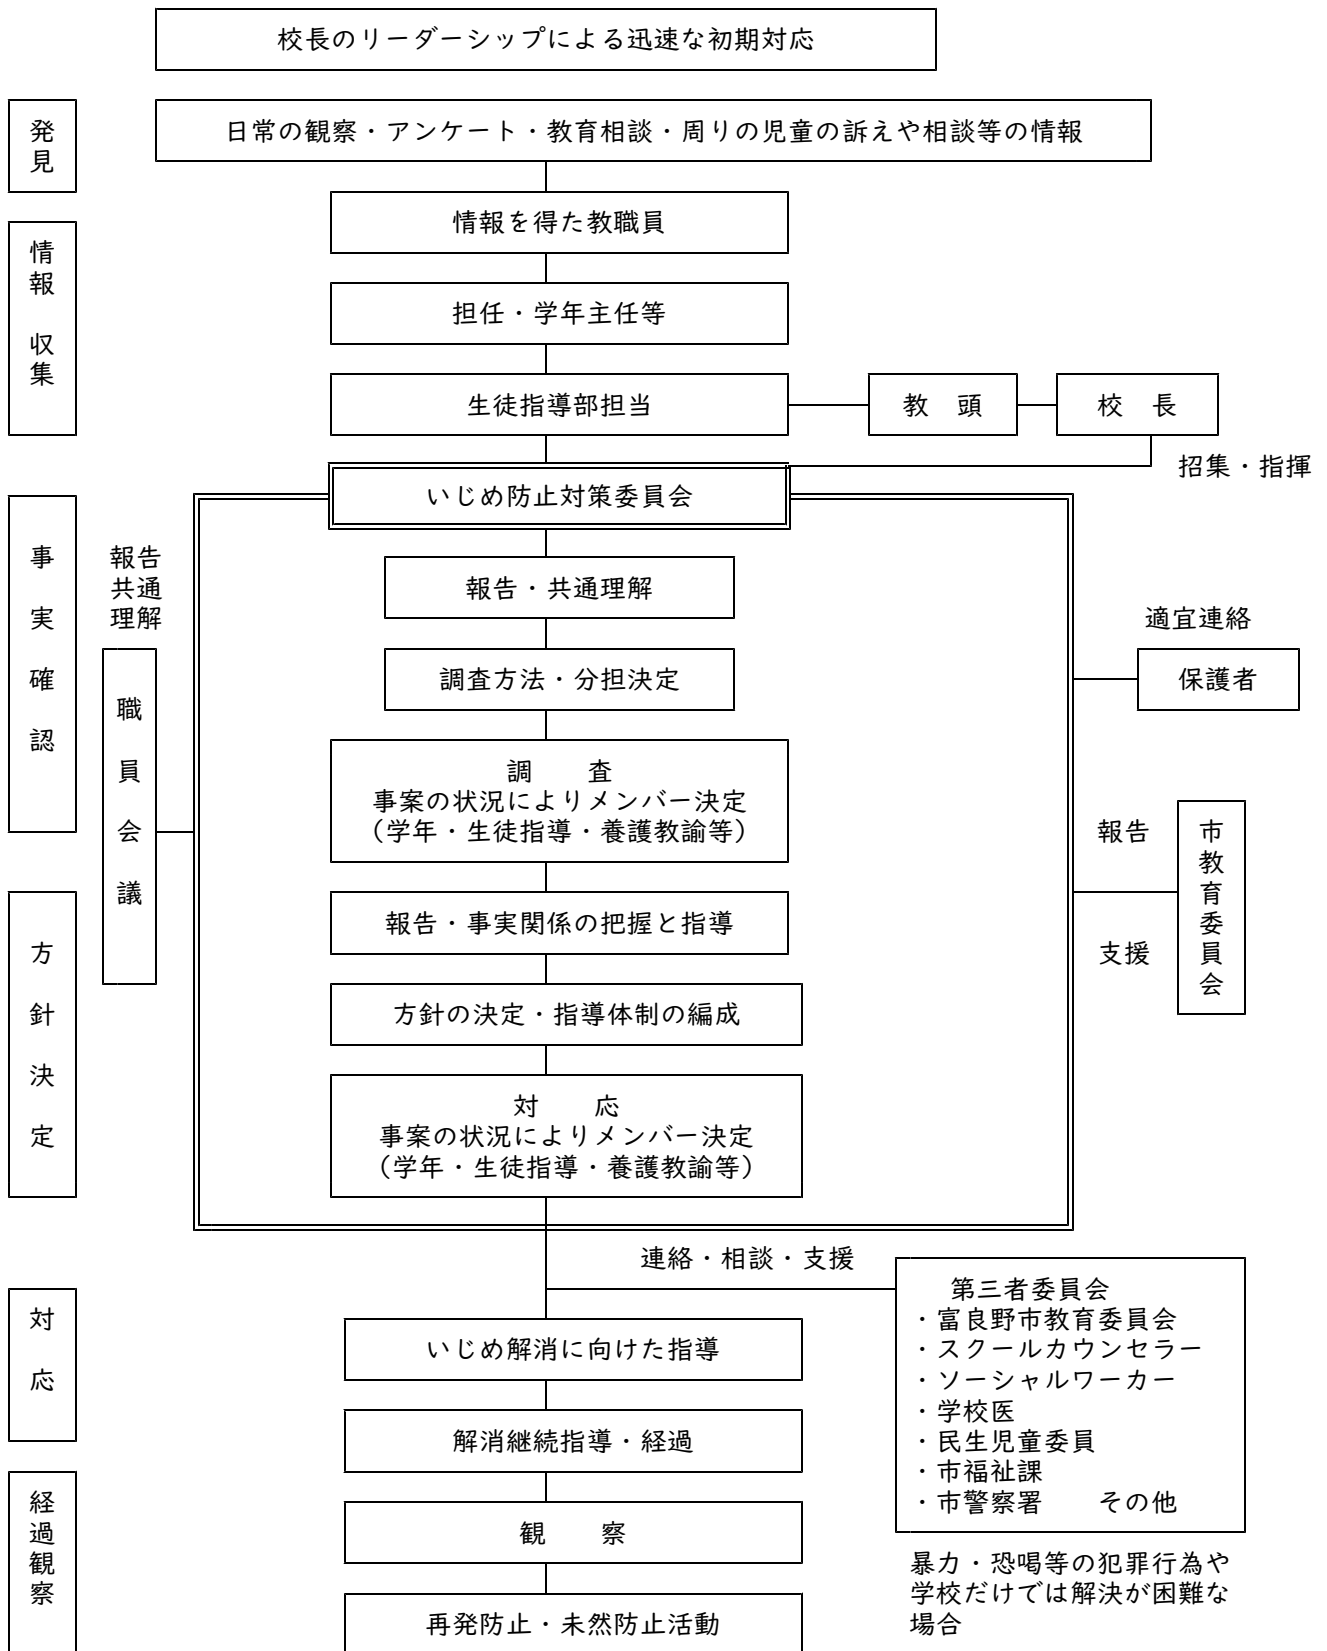 校長のリーダーシップによる迅速な初期対応
発見
日常の観察・アンケート・教育相談・周りの児童の訴えや相談等の情報
情報を得た教職員
情報　収集
担任・学年主任等
生徒指導部担当
教　頭
校　長
招集・指揮
いじめ防止対策委員会
事実確認
報告
共通
理解
報告・共通理解
適宜連絡
調査方法・分担決定
保護者
職員会議
調　　査
事案の状況によりメンバー決定
（学年・生徒指導・養護教諭等）
報告
市教育委員会
支援
方針決定
報告・事実関係の把握と指導
方針の決定・指導体制の編成
対　　応
事案の状況によりメンバー決定
（学年・生徒指導・養護教諭等）
連絡・相談・支援
対応
第三者委員会
・富良野市教育委員会
・スクールカウンセラー
・ソーシャルワーカー
・学校医
・民生児童委員
・市福祉課
・市警察署　　その他
いじめ解消に向けた指導
解消継続指導・経過
経過観察
観　　察
再発防止・未然防止活動
暴力・恐喝等の犯罪行為や
学校だけでは解決が困難な
場合